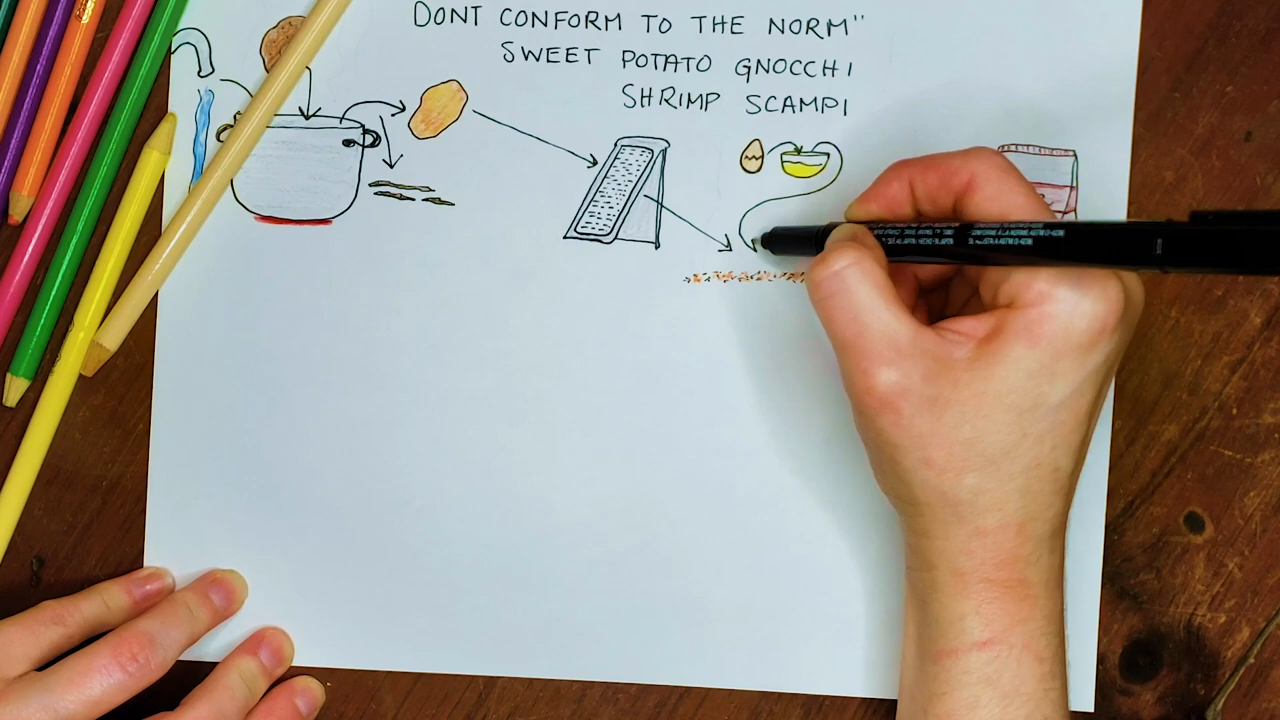 DONT CONFORM TO THE NORM"
SWEET POTATO GNOCCHI
SHRIMP SCAMPI